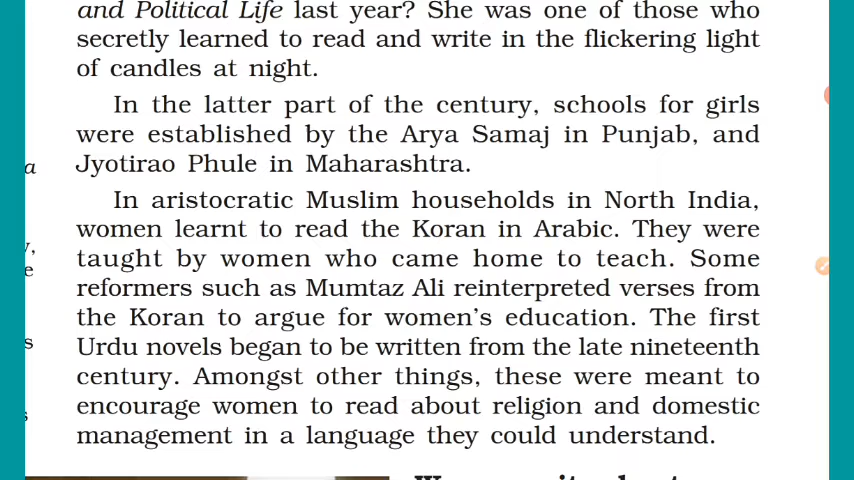 and Political Life last year? She was one of those who
secretly learned to read and write in the flickering light
of candles at night.
In the latter part of the century, schools for girls
were established by the Arya Samaj in Punjab, and
Jyotirao Phule in Maharashtra.
In aristocratic Muslim households in North India,
women learnt to read the Koran in Arabic. They were
taught by women who came home to teach. Some
reformers such as Mumtaz Ali reinterpreted verses from
the Koran to argue for women's education. The first
Urdu novels began to be written from the late nineteenth
century. Amongst other things, these were meant to
encourage women to read about religion and domestic
management in a language they could understand.